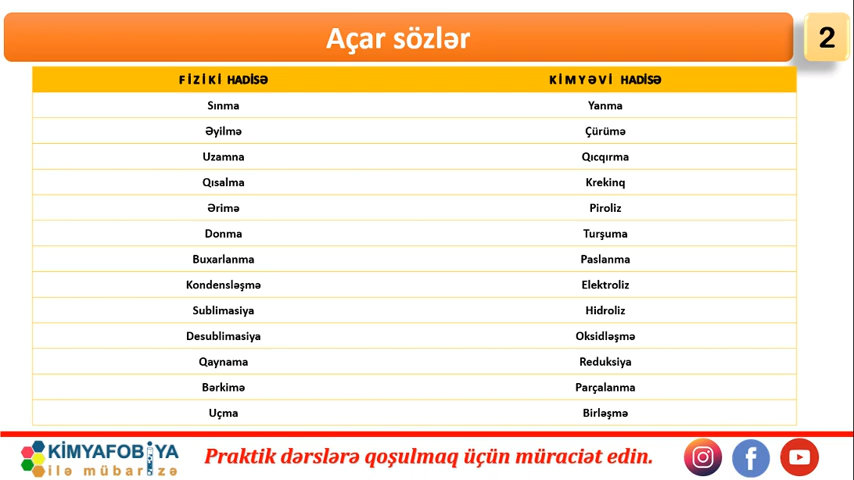 Açar sözlər
2
FİZİKİ HADİSƏ KİMYƏVİ HADİSƏ
Sınma Yanma
Əyilmə Çürümə
Uzamna Qıcqırma
Qısalma Krekinq
Ərimə Piroliz
Donma Turşuma
Buxarlanma Paslanma
Kondensləşmə Elektroliz
Sublimasiya Hidroliz
Desublimasiya Oksidləşmə
Qaynama Reduksiya
Bərkimə Parçalanma
Uçma Birləşmə
KİMYAFOBİYA
ilə mübarizə
Praktik dərslərə qoşulmaq üçün müraciət edin.